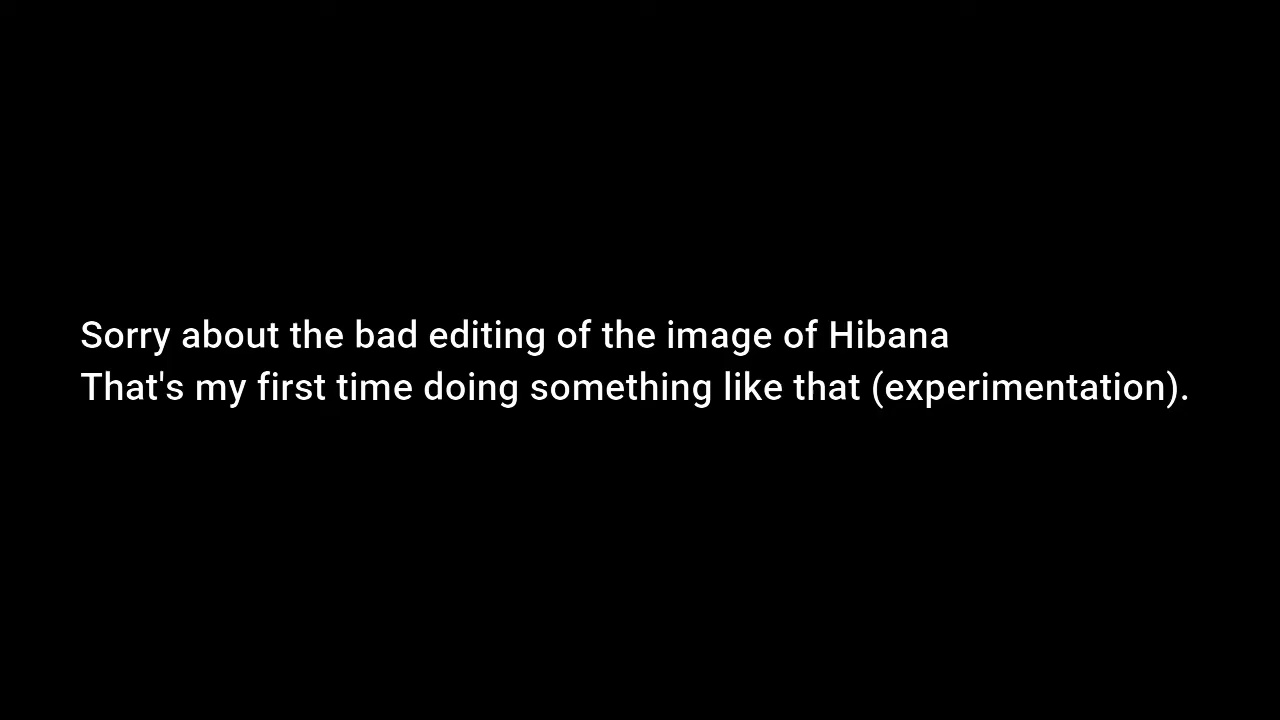 Sorry about the bad editing of the image of Hibana
That's my first time doing something like that (experimentation).